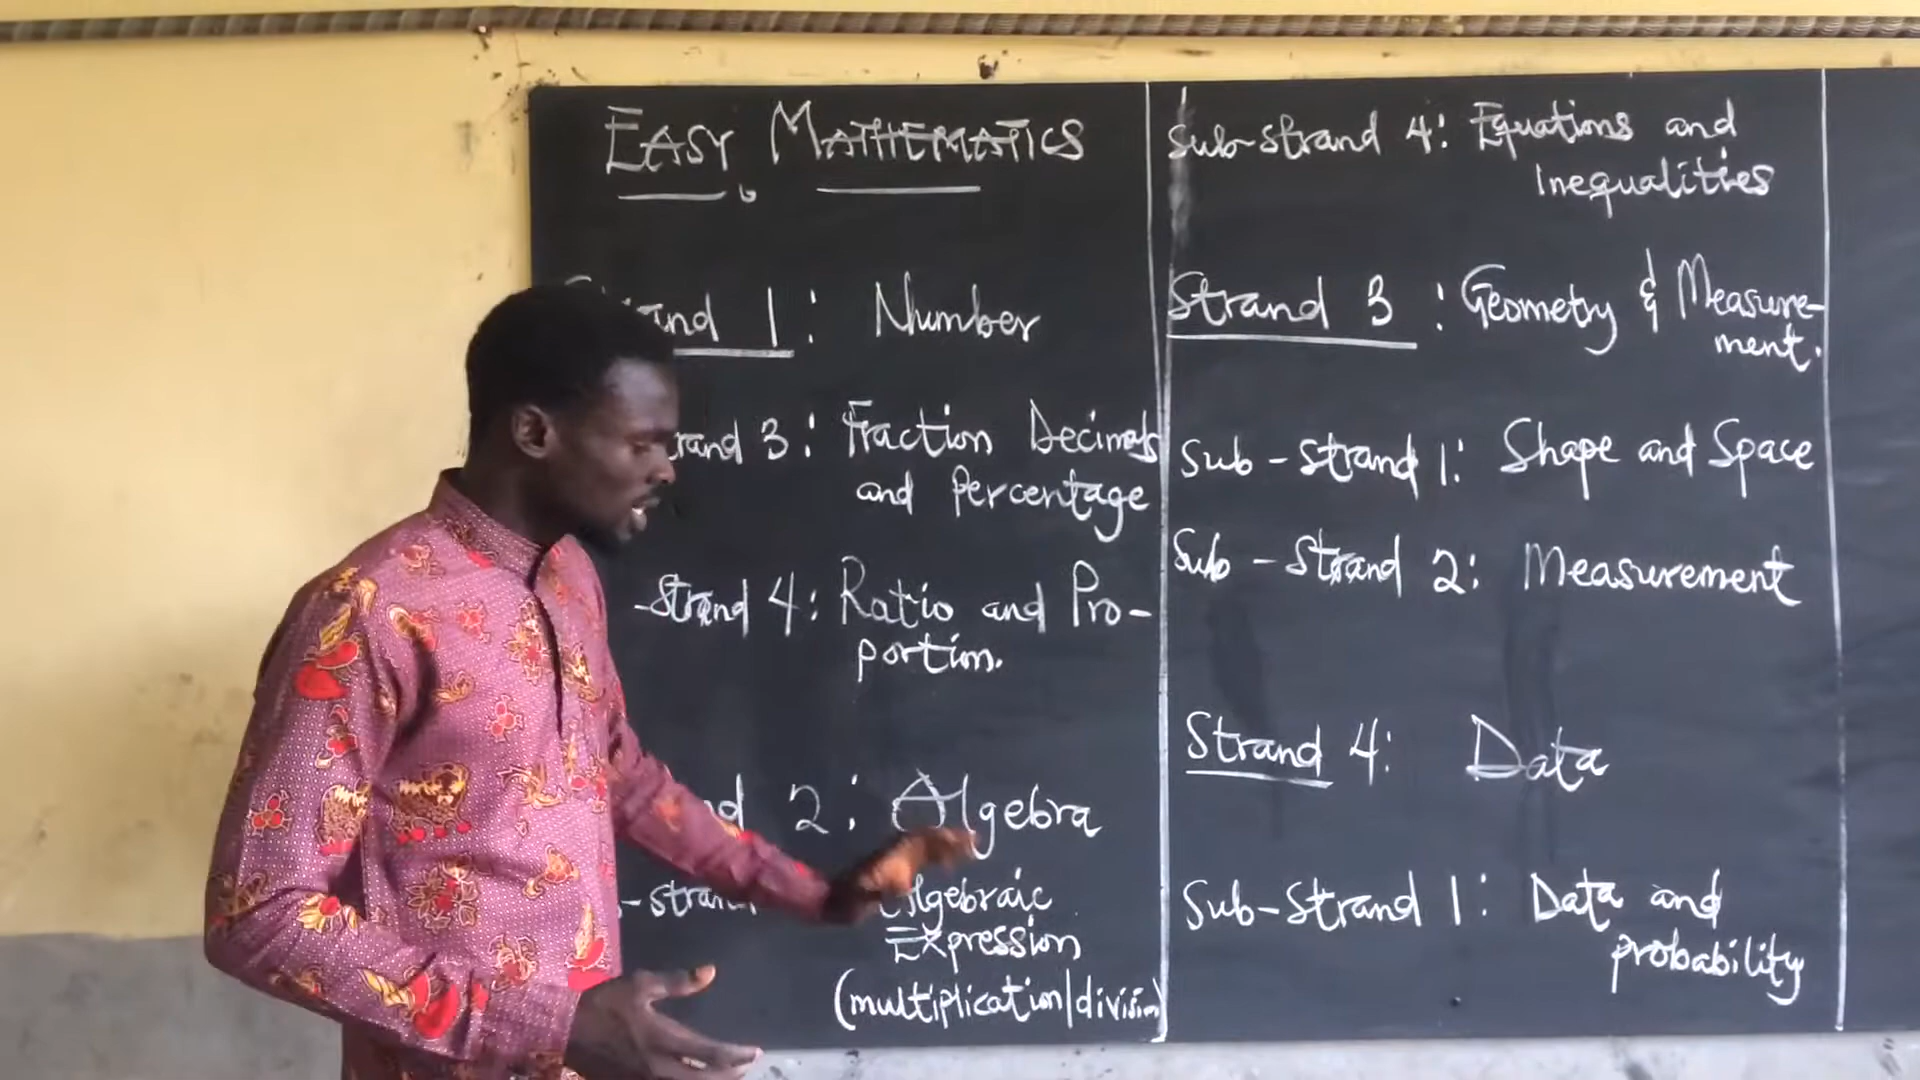 EASY MATHEMATICS
1: Number
3: Fraction Decimals
and Percentage
-Strand 4: Ratio and Pro-
portion.
2: Algebra
-strand Algebraic
Expression
(multiplication/division)
Sub-strand 4: Equations and
Inequalities
Strand 3: Geometry & Measure-
ment.
Sub-strand 1: Shape and Space
Sub-Strand 2: Measurement
Strand 4: Data
Sub-Strand 1: Data and
probability